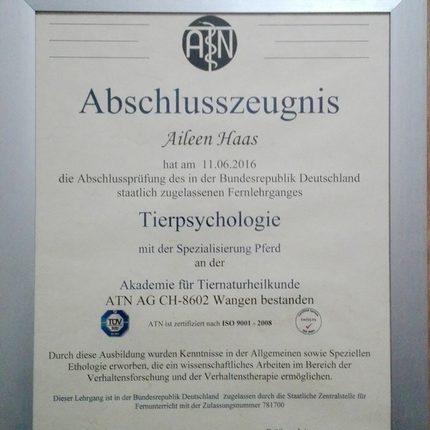 ATN
Abschlusszeugnis
Aileen Haas
hat am 11.06.2016
die Abschlussprüfung des in der Bundesrepublik Deutschland
staatlich zugelassenen Fernlehrganges
Tierpsychologie
mit der Spezialisierung Pferd
an der
Akademie für Tiernaturheilkunde
ATN AG CH-8602 Wangen bestanden
TÜV
ATN ist zertifiziert nach ISO 9001 - 2008
Durch diese Ausbildung wurden Kenntnisse in der Allgemeinen sowie Speziellen
Ethologie erworben, die ein wissenschaftliches Arbeiten im Bereich der
Verhaltensforschung und der Verhaltenstherapie ermöglichen.
Dieser Lehrgang ist in der Bundesrepublik Deutschland zugelassen durch die Staatliche Zentralstelle für
Fernunterricht mit der Zulassungsnummer 781700